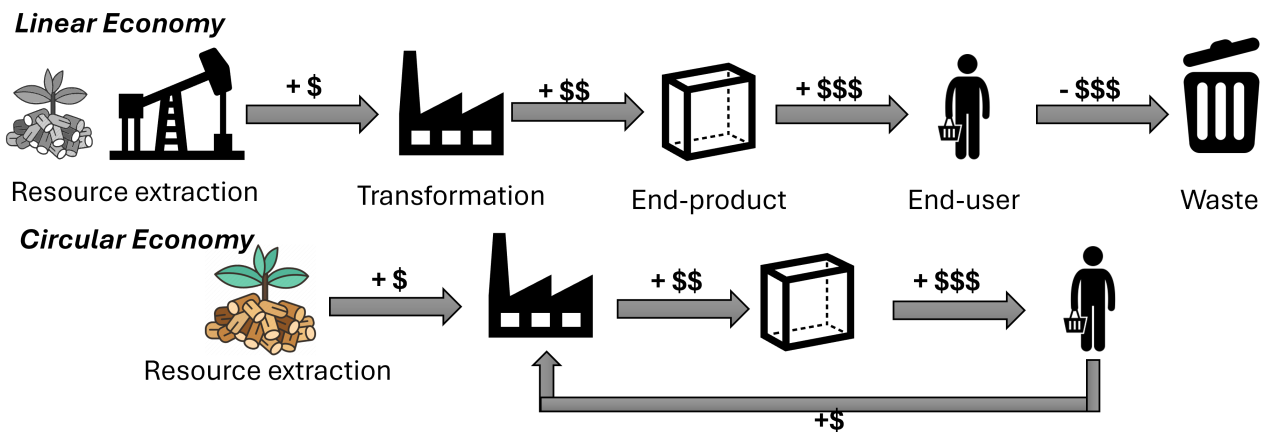 Linear Economy
+ $
+ $$
+ $$$
- $$$
Resource extraction
Transformation
End-product
End-user
Waste
Circular Economy
+ $
+ $$
+ $$$
Resource extraction
+$